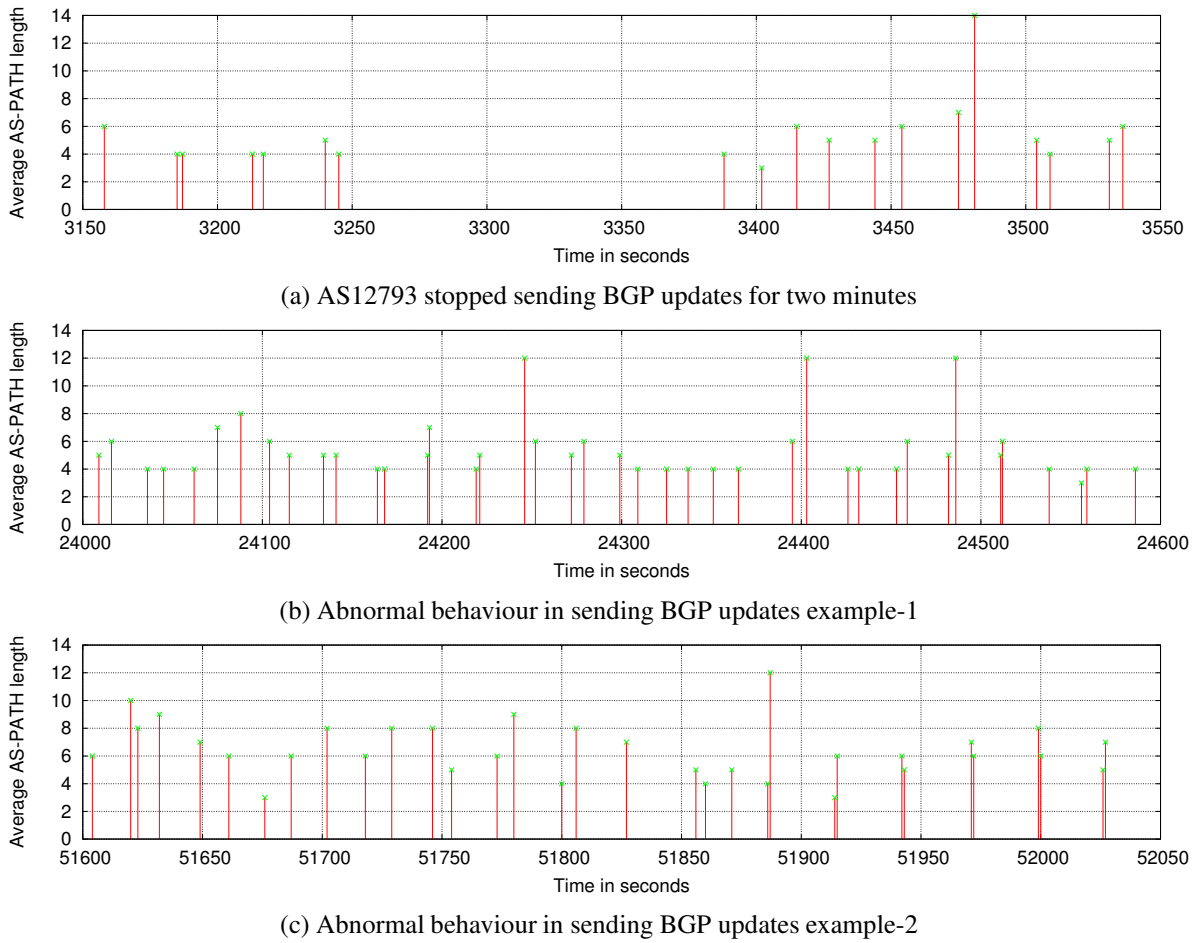 Average AS-PATH length
14
12
10
8
6
4
2
0
3150 3200 3250 3300 3350 3400 3450 3500 3550
Time in seconds
(a) AS12793 stopped sending BGP updates for two minutes
Average AS-PATH length
14
12
10
8
6
4
2
0
24000 24100 24200 24300 24400 24500 24600
Time in seconds
(b) Abnormal behaviour in sending BGP updates example-1
Average AS-PATH length
14
12
10
8
6
4
2
0
51600 51650 51700 51750 51800 51850 51900 51950 52000 52050
Time in seconds
(c) Abnormal behaviour in sending BGP updates example-2